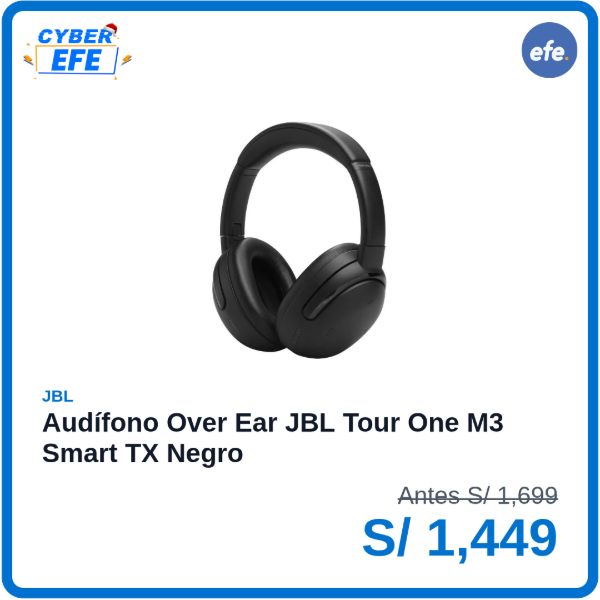 CYBER
EFE
efe.
JBL
Audífono Over Ear JBL Tour One M3
Smart TX Negro
Antes S/ 1,699
S/ 1,449